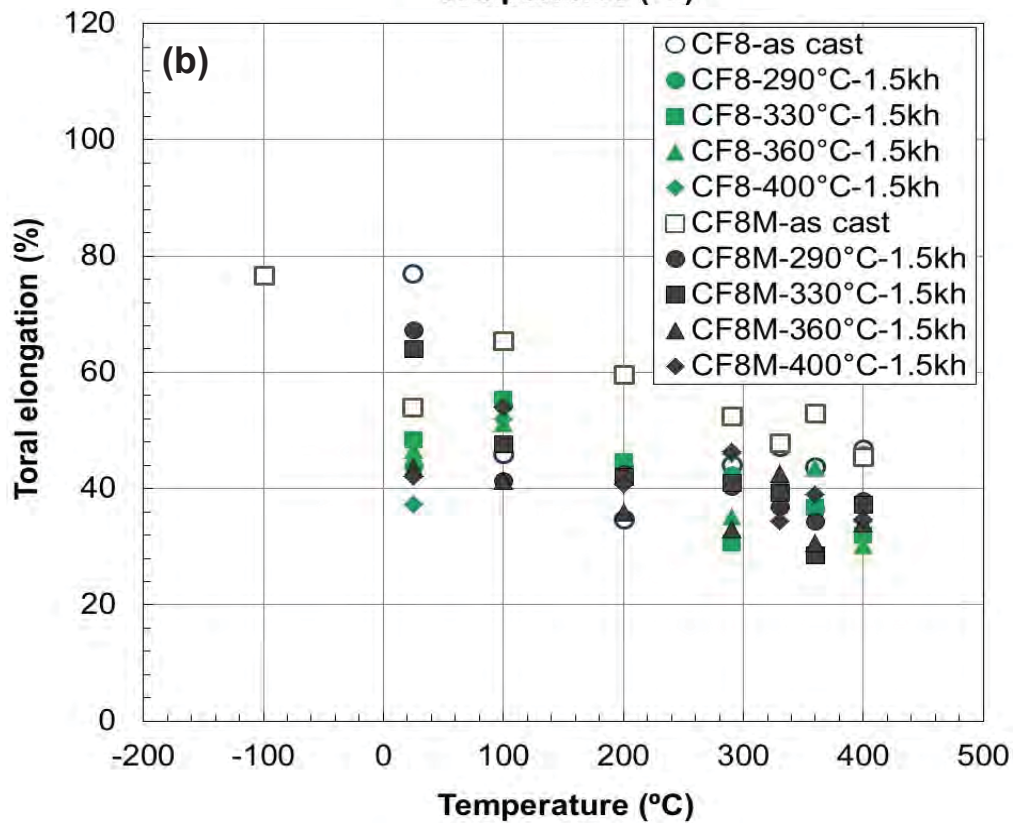 (b)
120
100
80
60
40
20
0
Toral elongation (%)
CF8-as cast
CF8-290°C-1.5kh
CF8-330°C-1.5kh
CF8-360°C-1.5kh
CF8-400°C-1.5kh
CF8M-as cast
CF8M-290°C-1.5kh
CF8M-330°C-1.5kh
CF8M-360°C-1.5kh
CF8M-400°C-1.5kh
-200 -100 0 100 200 300 400 500
Temperature (ºC)